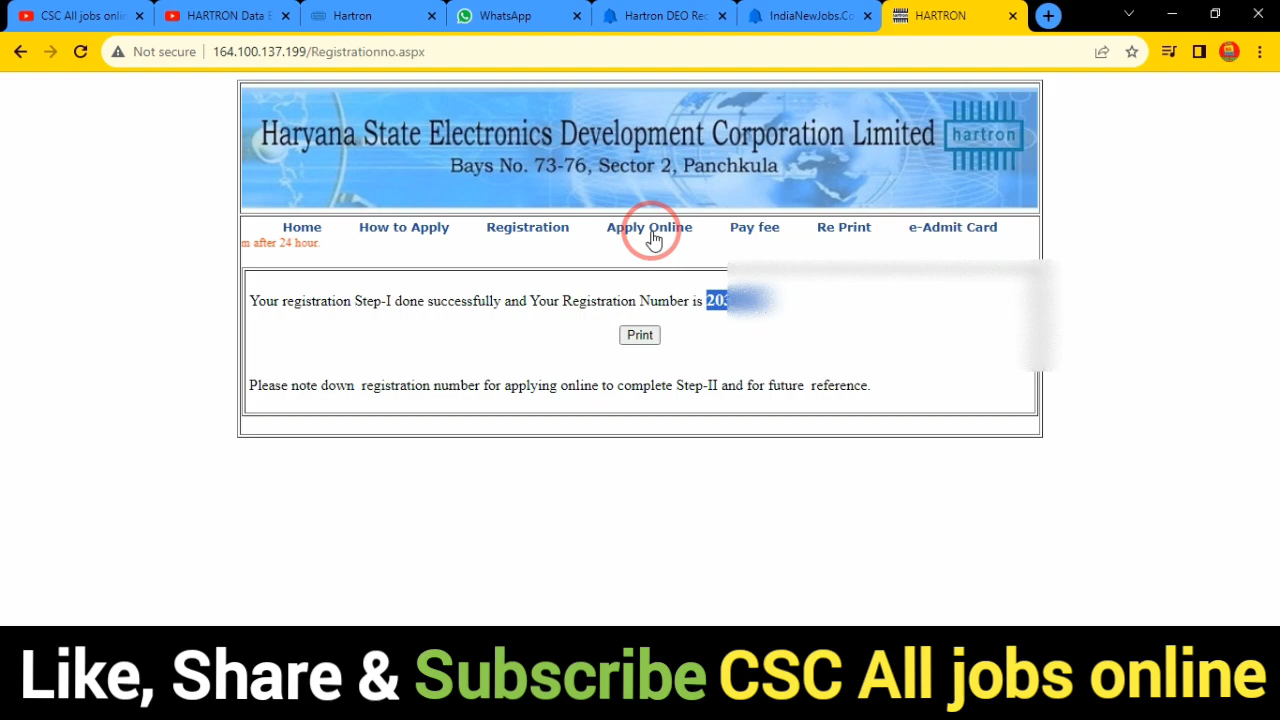 CSC All jobs onlin
HARTRON Data E
Hartron
WhatsApp
Hartron DEO Rec
IndiaNewJobs.Co
HARTRON
Not secure
164.100.137.199/Registrationno.aspx
Haryana State Electronics Development Corporation Limited
hartron
Bays No. 73-76, Sector 2, Panchkula
Home How to Apply Registration Apply Online Pay fee Re Print e-Admit Card
m after 24 hour.
Your registration Step-I done successfully and Your Registration Number is 203
Print
Please note down registration number for applying online to complete Step-II and for future reference.
Like, Share & Subscribe CSC All jobs online